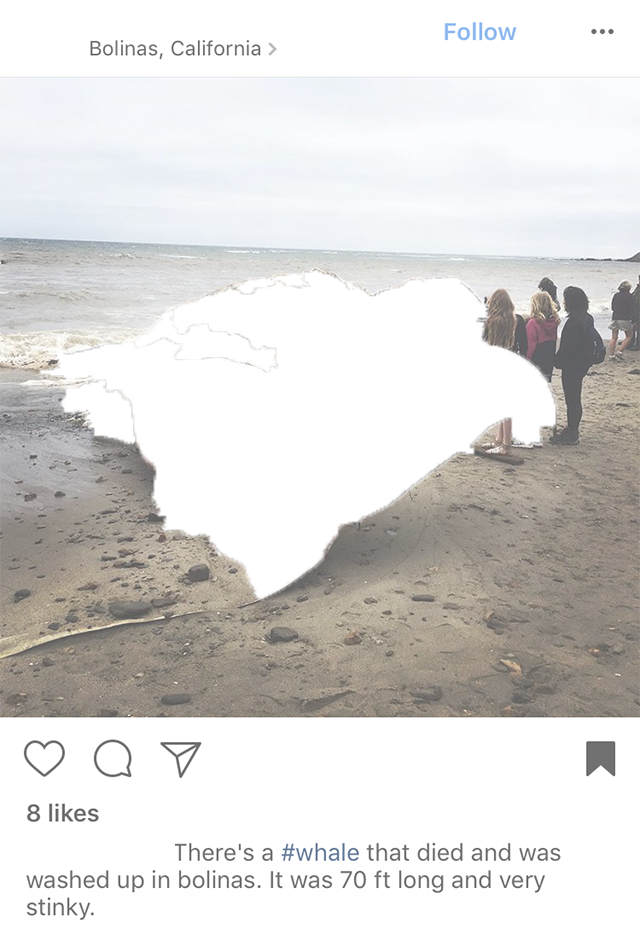 Follow
Bolinas, California
8 likes
There's a #whale that died and was
washed up in bolinas. It was 70 ft long and very
stinky.